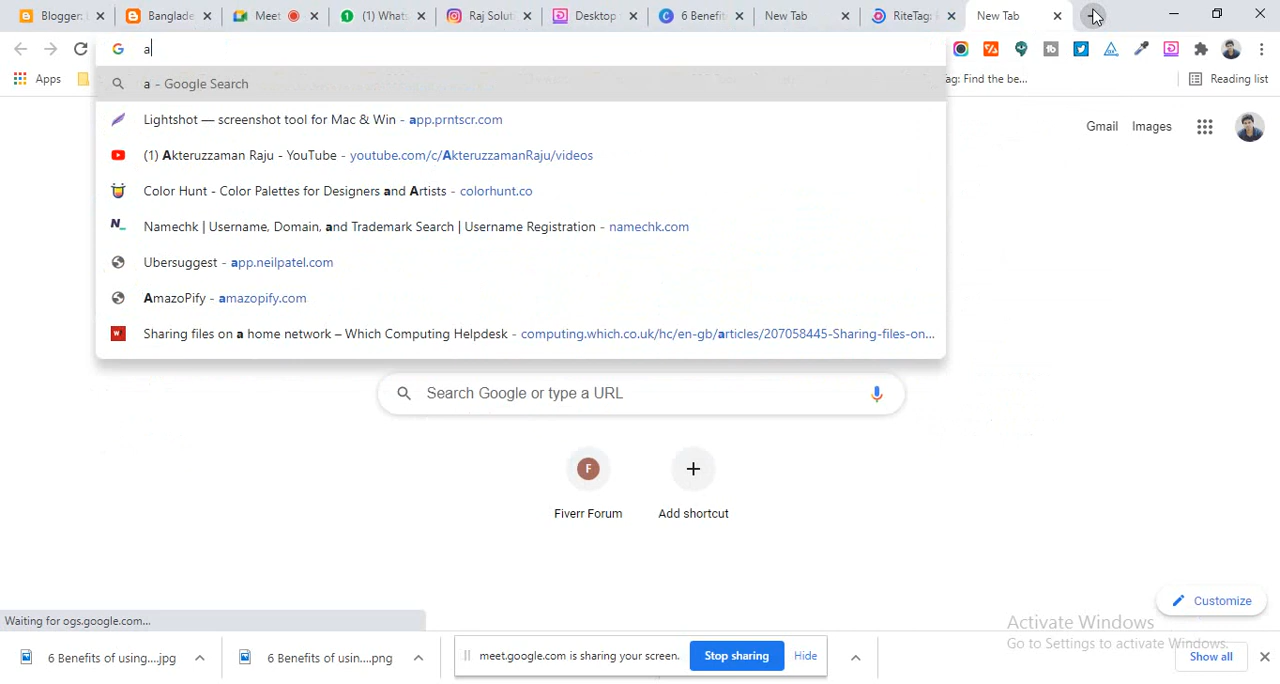 Blogger:
Banglade
Meet
(1) Whats
Raj Solut
Desktop
6 Benefit
New Tab
RiteTag:
New Tab
a
Apps
a - Google Search
ag: Find the be...
Reading list
Lightshot — screenshot tool for Mac & Win - app.prntscr.com
(1) Akteruzzaman Raju - YouTube - youtube.com/c/AkteruzzamanRaju/videos
Color Hunt - Color Palettes for Designers and Artists - colorhunt.co
Namechk | Username, Domain, and Trademark Search | Username Registration - namechk.com
Ubersuggest - app.neilpatel.com
AmazoPify - amazopify.com
Sharing files on a home network – Which Computing Helpdesk - computing.which.co.uk/hc/en-gb/articles/207058445-Sharing-files-on...
Gmail Images
Search Google or type a URL
F
Fiverr Forum
Add shortcut
Customize
Waiting for ogs.google.com...
Activate Windows
Go to Settings to activate Windows.
6 Benefits of using....jpg
6 Benefits of usin....png
meet.google.com is sharing your screen.
Stop sharing
Hide
Show all